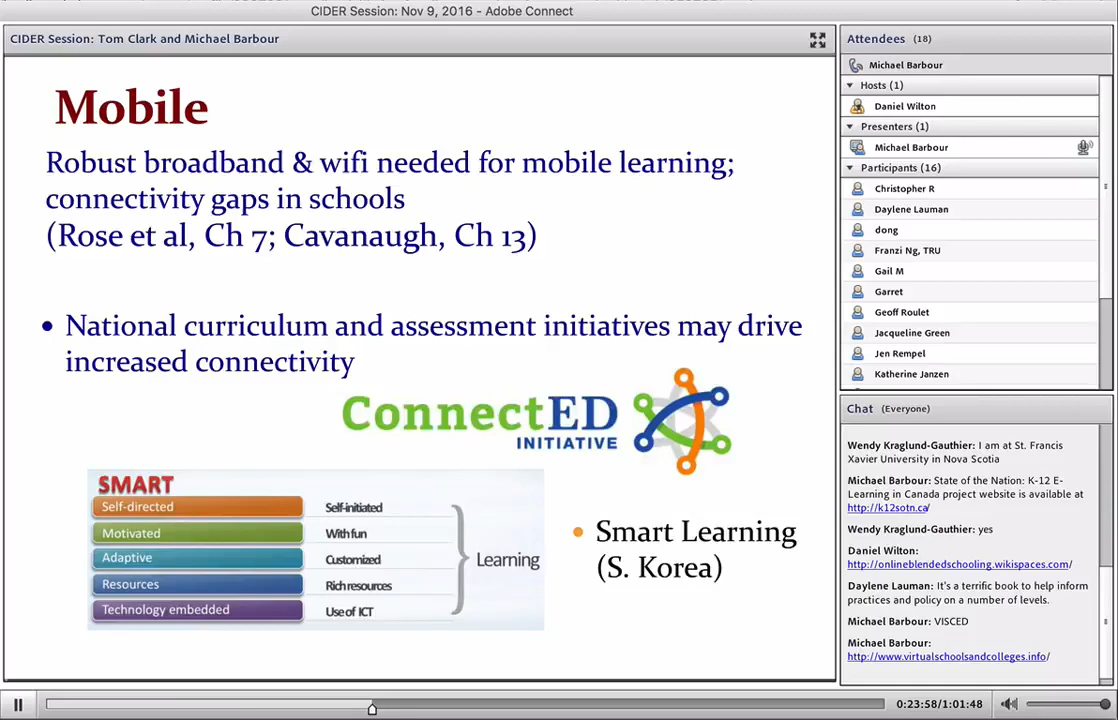 CIDER Session: Nov 9, 2016 - Adobe Connect
CIDER Session: Tom Clark and Michael Barbour
Mobile
Robust broadband & wifi needed for mobile learning;
connectivity gaps in schools
(Rose et al, Ch 7; Cavanaugh, Ch 13)
• National curriculum and assessment initiatives may drive
increased connectivity
ConnectED
INITIATIVE
SMART
Self-directed Self-initiated
Motivated With fun
Adaptive Customized
Resources Rich resources
Technology embedded Use of ICT
Learning
• Smart Learning
(S. Korea)
Attendees (18)
Michael Barbour
Hosts (1)
Daniel Wilton
Presenters (1)
Michael Barbour
Participants (16)
Christopher R
Daylene Lauman
dong
Franzi Ng, TRU
Gail M
Garret
Geoff Roulet
Jacqueline Green
Jen Rempel
Katherine Janzen
Chat (Everyone)
Wendy Kraglund-Gauthier: I am at St. Francis
Xavier University in Nova Scotia
Michael Barbour: State of the Nation: K-12 E-
Learning in Canada project website is available at
http://k12sotn.ca/
Wendy Kraglund-Gauthier: yes
Daniel Wilton:
http://onlineblendedschooling.wikispaces.com/
Daylene Lauman: It's a terrific book to help inform
practices and policy on a number of levels.
Michael Barbour: VISCED
Michael Barbour:
http://www.virtualschoolsandcolleges.info/
0:23:58/1:01:48